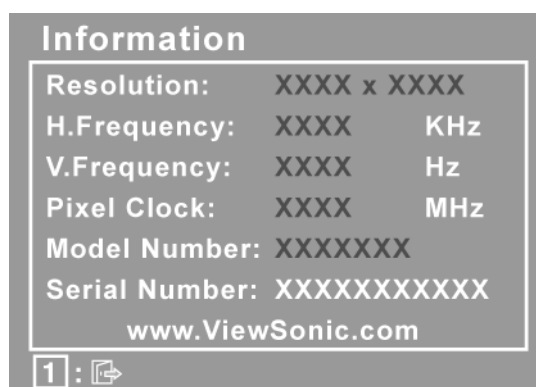 Information
Resolution: XXXX x XXXX
H.Frequency: XXXX KHz
V.Frequency: XXXX Hz
Pixel Clock: XXXX MHz
Model Number: XXXXXXX
Serial Number: XXXXXXXXXXX
www.ViewSonic.com
1 :